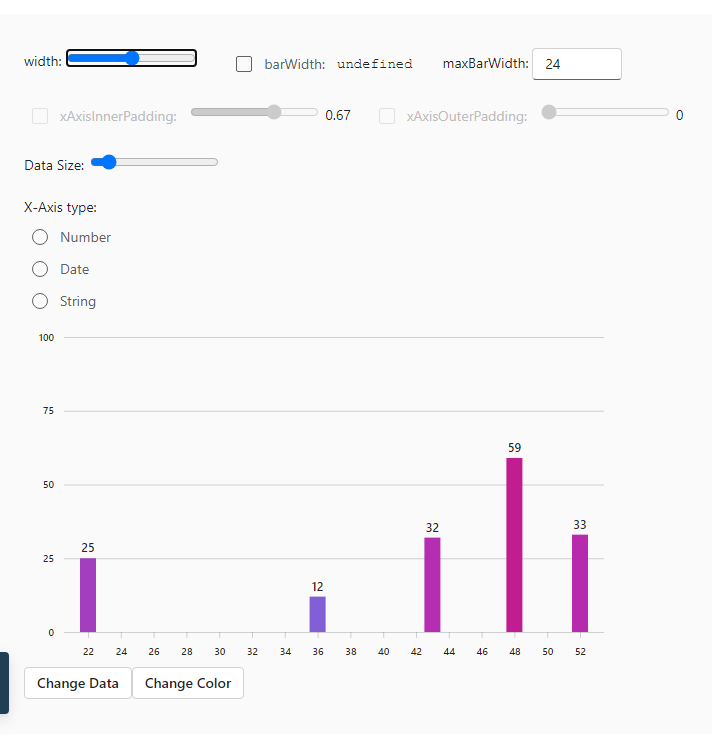 width: barWidth: undefined maxBarWidth: 24
xAxisInnerPadding: 0.67 xAxisOuterPadding: 0
Data Size:
X-Axis type:
Number
Date
String
100
75
59
50
32 33
25
25
12
0
22 24 26 28 30 32 34 36 38 40 42 44 46 48 50 52
Change Data Change Color